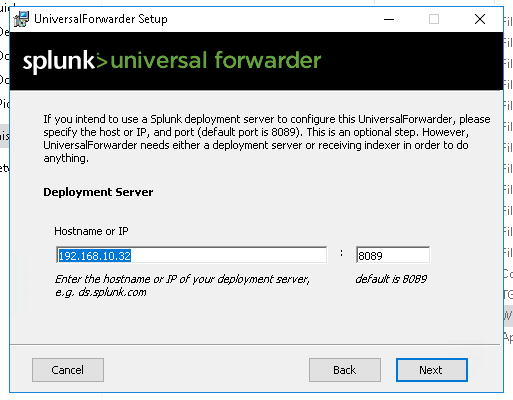 UniversalForwarder Setup
splunk>universal forwarder
If you intend to use a Splunk deployment server to configure this UniversalForwarder, please
specify the host or IP, and port (default port is 8089). This is an optional step. However,
UniversalForwarder needs either a deployment server or receiving indexer in order to do
anything.
Deployment Server
Hostname or IP
192.168.10.32 : 8089
Enter the hostname or IP of your deployment server, default is 8089
e.g. ds.splunk.com
Cancel Back Next